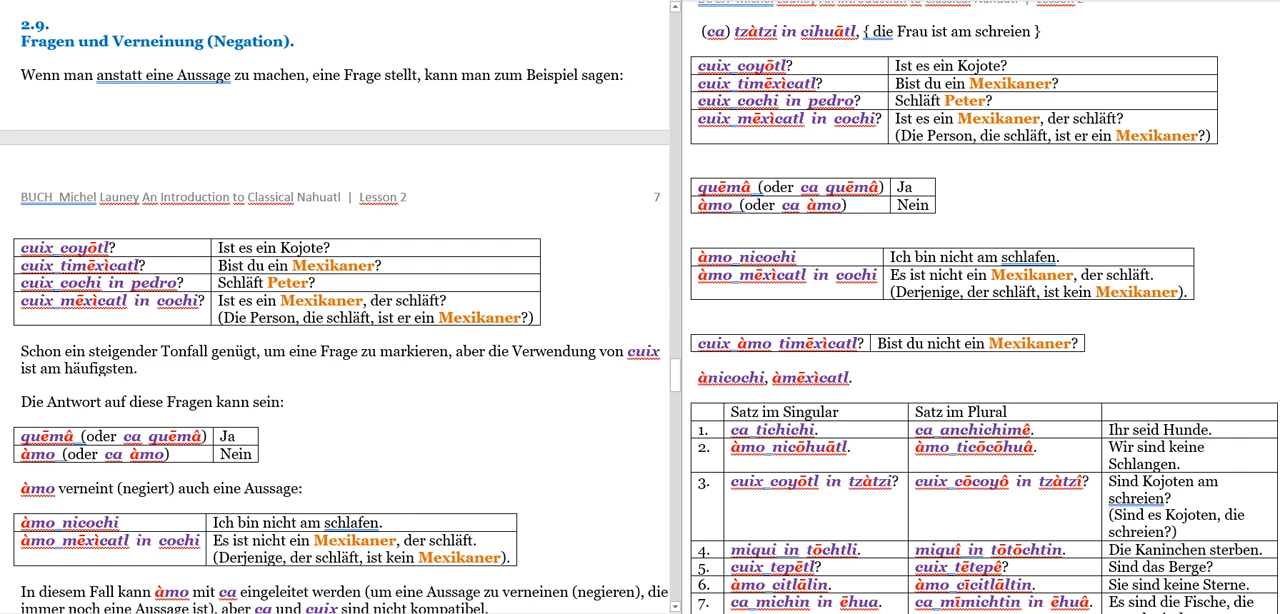 2.9.
Fragen und Verneinung (Negation).
Wenn man anstatt eine Aussage zu machen, eine Frage stellt, kann man zum Beispiel sagen:
BUCH Michel Launey An Introduction to Classical Nahuatl | Lesson 2 7
cuix coyōtl? Ist es ein Kojote?
cuix timēxìcatl? Bist du ein Mexikaner?
cuix cochi in pedro? Schläft Peter?
cuix mēxìcatl in cochi? Ist es ein Mexikaner, der schläft?
(Die Person, die schläft, ist er ein Mexikaner?)
Schon ein steigender Tonfall genügt, um eine Frage zu markieren, aber die Verwendung von cuix
ist am häufigsten.
Die Antwort auf diese Fragen kann sein:
quēmâ (oder ca quēmâ) Ja
àmo (oder ca àmo) Nein
àmo verneint (negiert) auch eine Aussage:
àmo nicochi Ich bin nicht am schlafen.
àmo mēxìcatl in cochi Es ist nicht ein Mexikaner, der schläft.
(Derjenige, der schläft, ist kein Mexikaner).
In diesem Fall kann àmo mit ca eingeleitet werden (um eine Aussage zu verneinen (negieren), die
immer noch eine Aussage ist), aber ca und cuix sind nicht kompatibel.
(ca) tzàtzi in cihuātl, { die Frau ist am schreien }
cuix coyōtl? Ist es ein Kojote?
cuix timēxìcatl? Bist du ein Mexikaner?
cuix cochi in pedro? Schläft Peter?
cuix mēxìcatl in cochi? Ist es ein Mexikaner, der schläft?
(Die Person, die schläft, ist er ein Mexikaner?)
quēmâ (oder ca quēmâ) Ja
àmo (oder ca àmo) Nein
àmo nicochi Ich bin nicht am schlafen.
àmo mēxìcatl in cochi Es ist nicht ein Mexikaner, der schläft.
(Derjenige, der schläft, ist kein Mexikaner).
cuix àmo timēxìcatl? Bist du nicht ein Mexikaner?
ànicochi, àmēxìcatl.
Satz im Singular Satz im Plural
1. ca tichichi. ca anchichimê. Ihr seid Hunde.
2. àmo nicōhuātl. àmo ticōcōhuâ. Wir sind keine
Schlangen.
3. cuix coyōtl in tzàtzi? cuix cōcoyô in tzàtzî? Sind Kojoten am
schreien?
(Sind es Kojoten, die
schreien?)
4. miqui in tōchtli. miquî in tōtōchtin. Die Kaninchen sterben.
5. cuix tepētl? cuix tētepê? Sind das Berge?
6. àmo citlālin. àmo cīcitlāltin. Sie sind keine Sterne.
7. ca michin in ēhua. ca mīmichtin in ēhuâ. Es sind die Fische, die